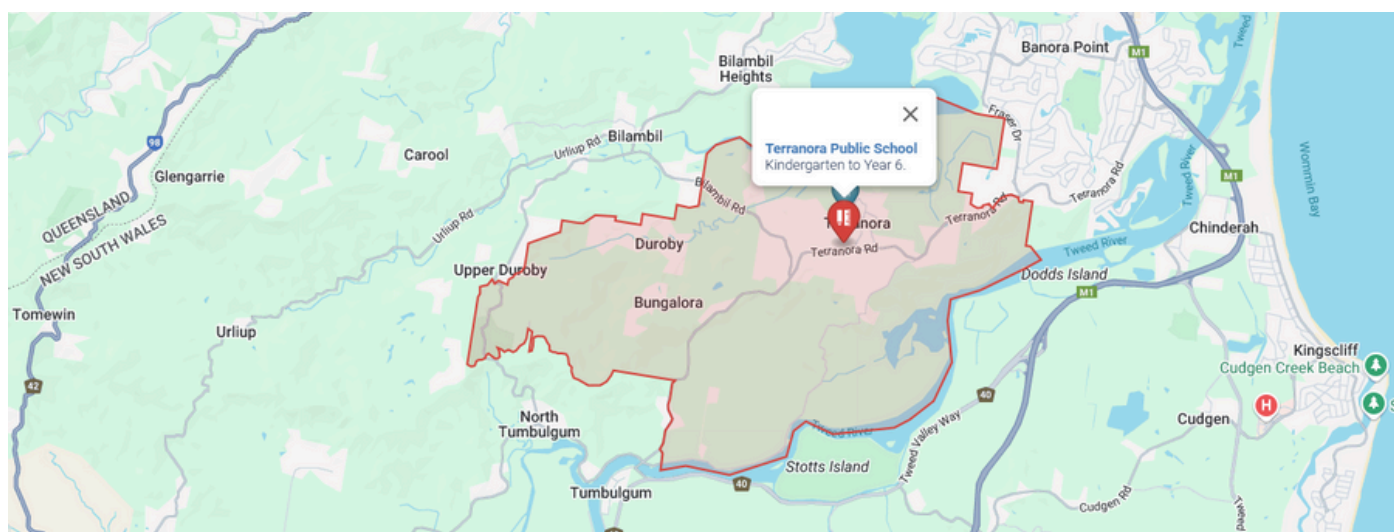 Banora Point
M1
Tweed
Bilambil
Heights
Fraser Dr
98
Terranora Public School
Kindergarten to Year 6.
Carool
Urliup Rd
Bilambil
Glengarrie
Tweed River
Wommin Bay
QUEENSLAND
NEW SOUTH WALES
Bilambil Rd
Terranora Rd
M1
Terranora Rd
Urliup Rd
Duroby
Terranora Rd
Chinderah
Tweed River
Upper Duroby
Dodds Island
M1
Bungalora
Tomewin
Urliup
Kingscliff
Cudgen Creek Beach
42
40
H
North
Tumbulgum
Cudgen
Tweed River
Tweed Valley Way
Stotts Island
40
Tumbulgum
Cudgen Rd
Tweed